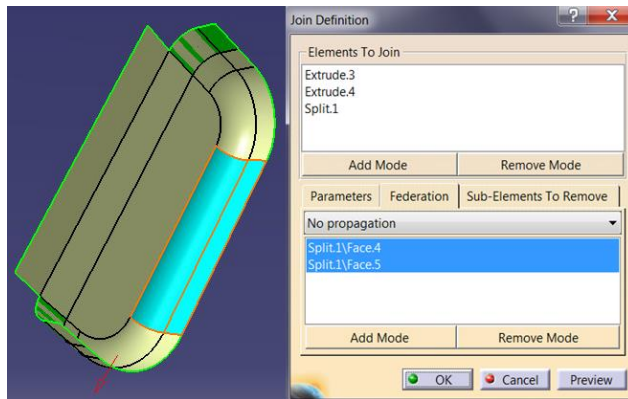 Join Definition
Elements To Join
Extrude.3
Extrude.4
Split.1
Add Mode Remove Mode
Parameters Federation Sub-Elements To Remove
No propagation
Split.1\Face.4
Split.1\Face.5
Add Mode Remove Mode
OK Cancel Preview